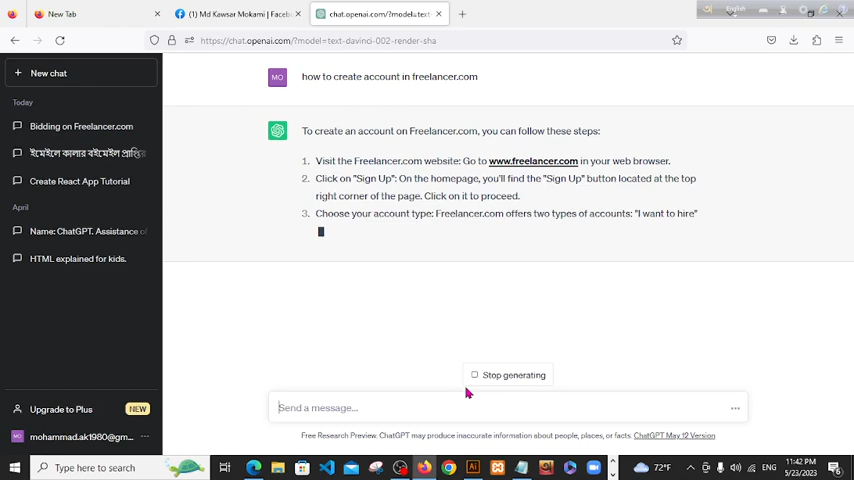 New Tab
(1) Md Kawsar Mokami | Faceb
chat.openai.com/?model=text-
English
https://chat.openai.com/?model=text-davinci-002-render-sha
New chat
MO
how to create account in freelancer.com
Today
Bidding on Freelancer.com
ইমেইলে কালার বইমেইল প্রাপ্তির
Create React App Tutorial
April
Name: ChatGPT. Assistance of
HTML explained for kids.
To create an account on Freelancer.com, you can follow these steps:
1. Visit the Freelancer.com website: Go to www.freelancer.com in your web browser.
2. Click on "Sign Up": On the homepage, you'll find the "Sign Up" button located at the top
right corner of the page. Click on it to proceed.
3. Choose your account type: Freelancer.com offers two types of accounts: "I want to hire"
Stop generating
Send a message...
Free Research Preview. ChatGPT may produce inaccurate information about people, places, or facts. ChatGPT May 12 Version
Upgrade to Plus
NEW
MO
mohammad.ak1980@gm...
Type here to search
72°F
ENG
11:42 PM
5/23/2023
6